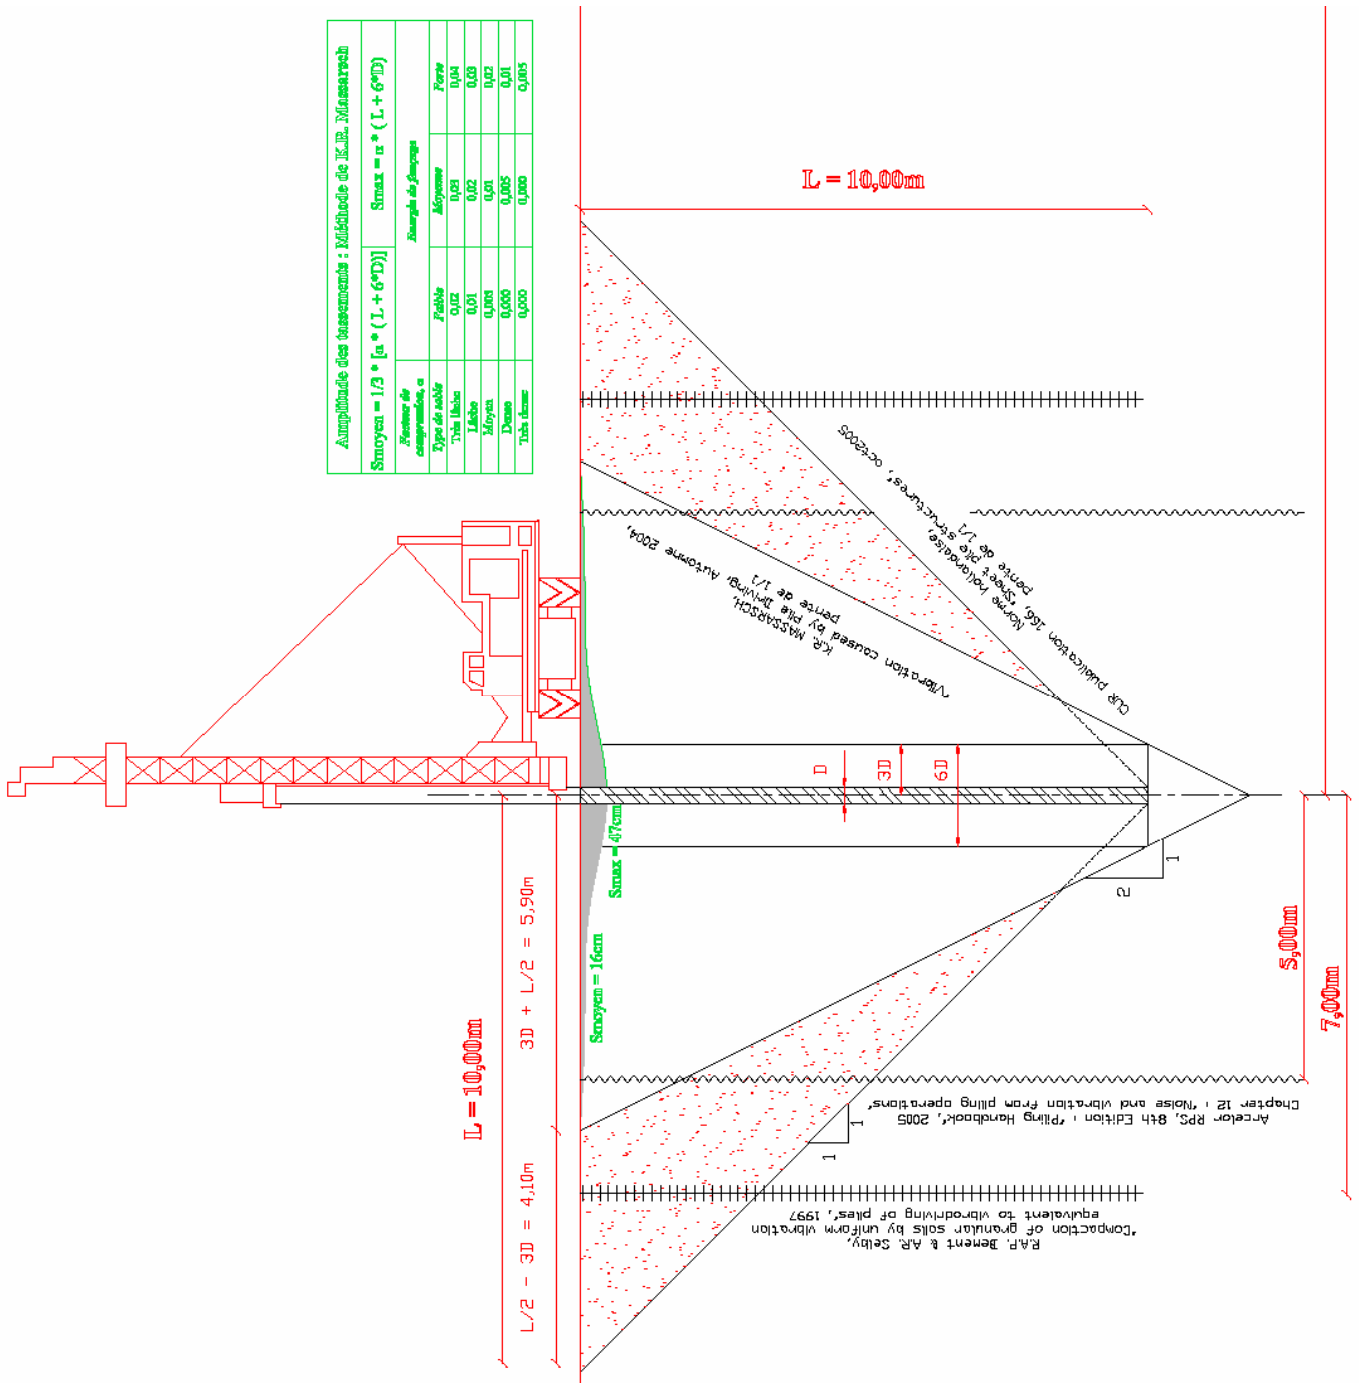 Amplitude des tassements : Méthode de K.R. Massarsch
Smoyen = 1/3 * [α * ( L + 6*D)]
Smax = α * ( L + 6*D)
Facteur de
compression, α
Energie de fonçage
Type de sable
Faible
Moyenne
Forte
Très lâche
0,02
0,03
0,04
Lâche
0,01
0,02
0,03
Moyen
0,005
0,01
0,02
Dense
0,000
0,005
0,01
Très dense
0,000
0,000
0,005
L = 10,00m
Norme hollandaise,
CUR publication 166, "Sheet pile structures", oct2005
pente de 1/1
K.R. MASSARSCH,
"Vibration caused by Pile Driving, Automne 2004,
pente de 1/1
D
3D
6D
Smax = 47cm
Smoyen = 16cm
L = 10,00m
3D + L/2 = 5,90m
L/2 - 3D = 4,10m
2
1
1
1
5,00m
7,00m
Arcelor RPS, 8th Edition : "Piling Handbook", 2005
Chapter 12 : "Noise and vibration from piling operations"
R.A.P. Bement & A.R. Selby,
"Compaction of granular soils by uniform vibration
equivalent to vibrodriving of piles", 1997